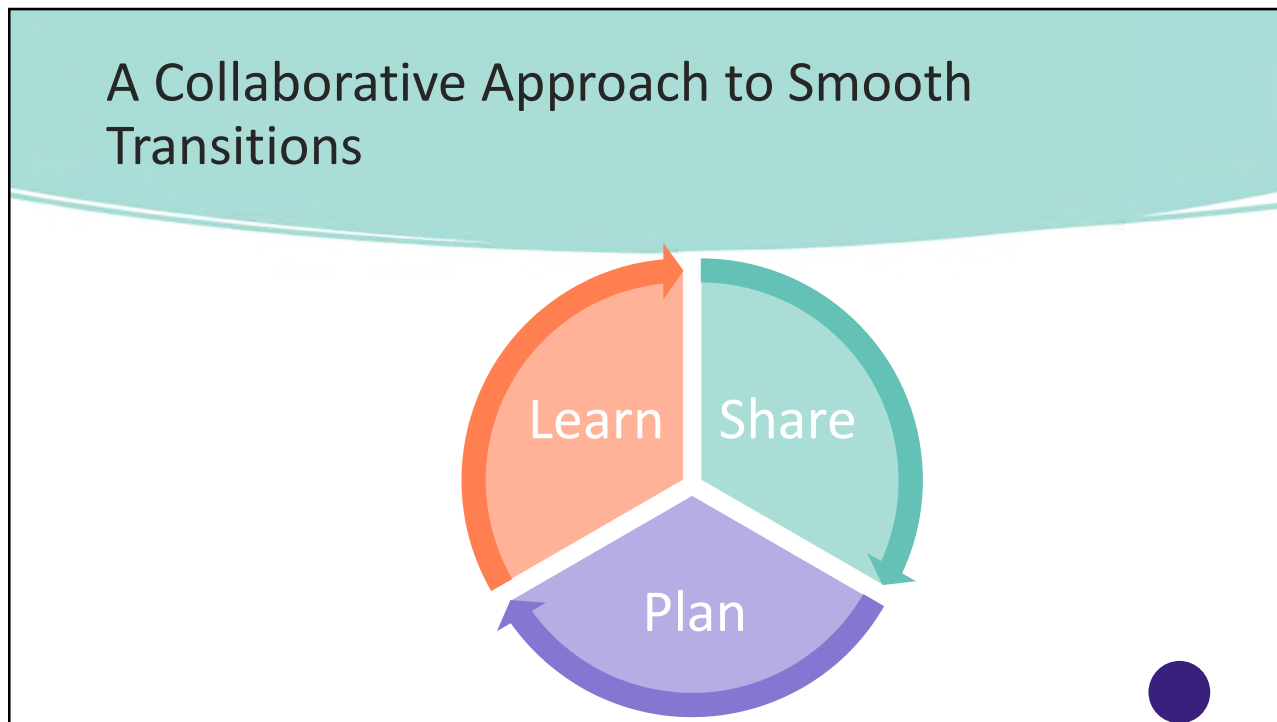 A Collaborative Approach to Smooth
Transitions
Learn
Share
Plan